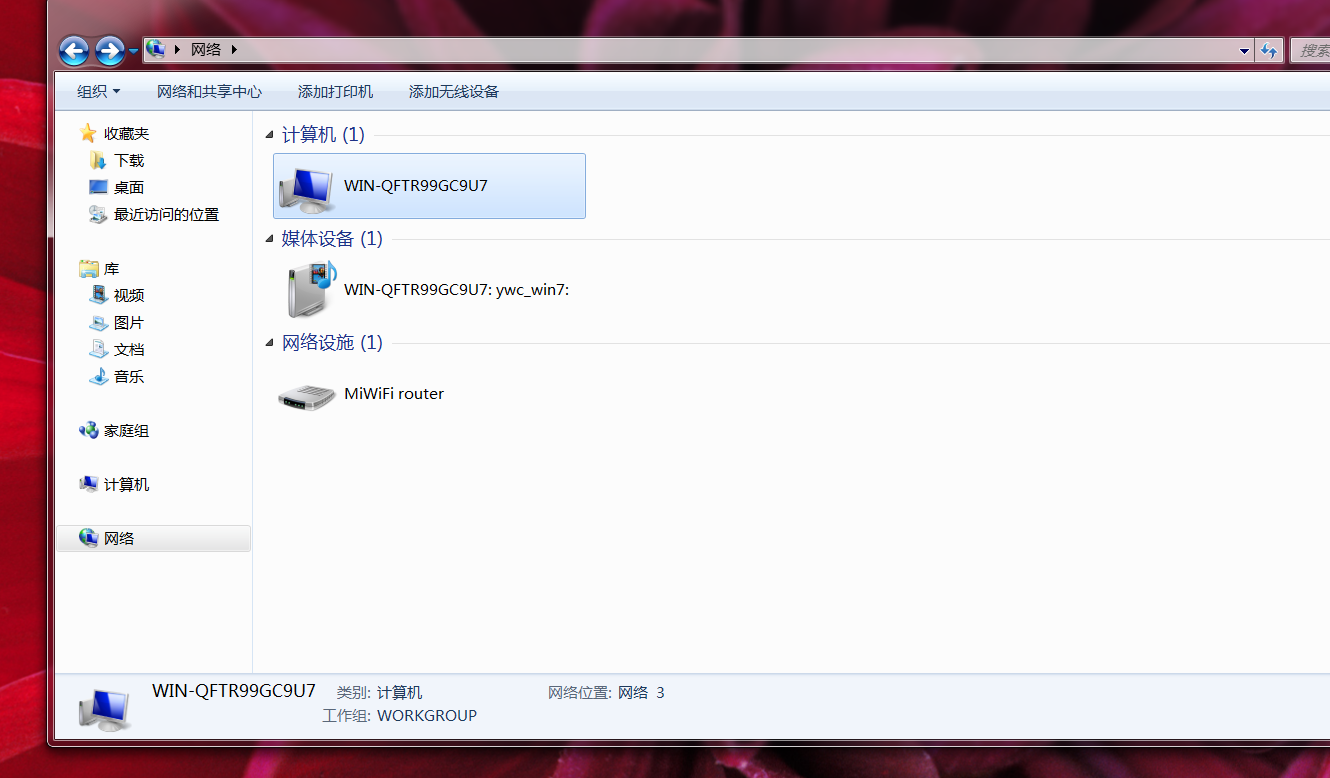 网络
搜索
组织
网络和共享中心
添加打印机
添加无线设备
收藏夹
下载
桌面
最近访问的位置
库
视频
图片
文档
音乐
家庭组
计算机
网络
计算机 (1)
WIN-QFTR99GC9U7
媒体设备 (1)
WIN-QFTR99GC9U7: ywc_win7:
网络设施 (1)
MiWiFi router
WIN-QFTR99GC9U7 类别: 计算机 网络位置: 网络 3
工作组: WORKGROUP